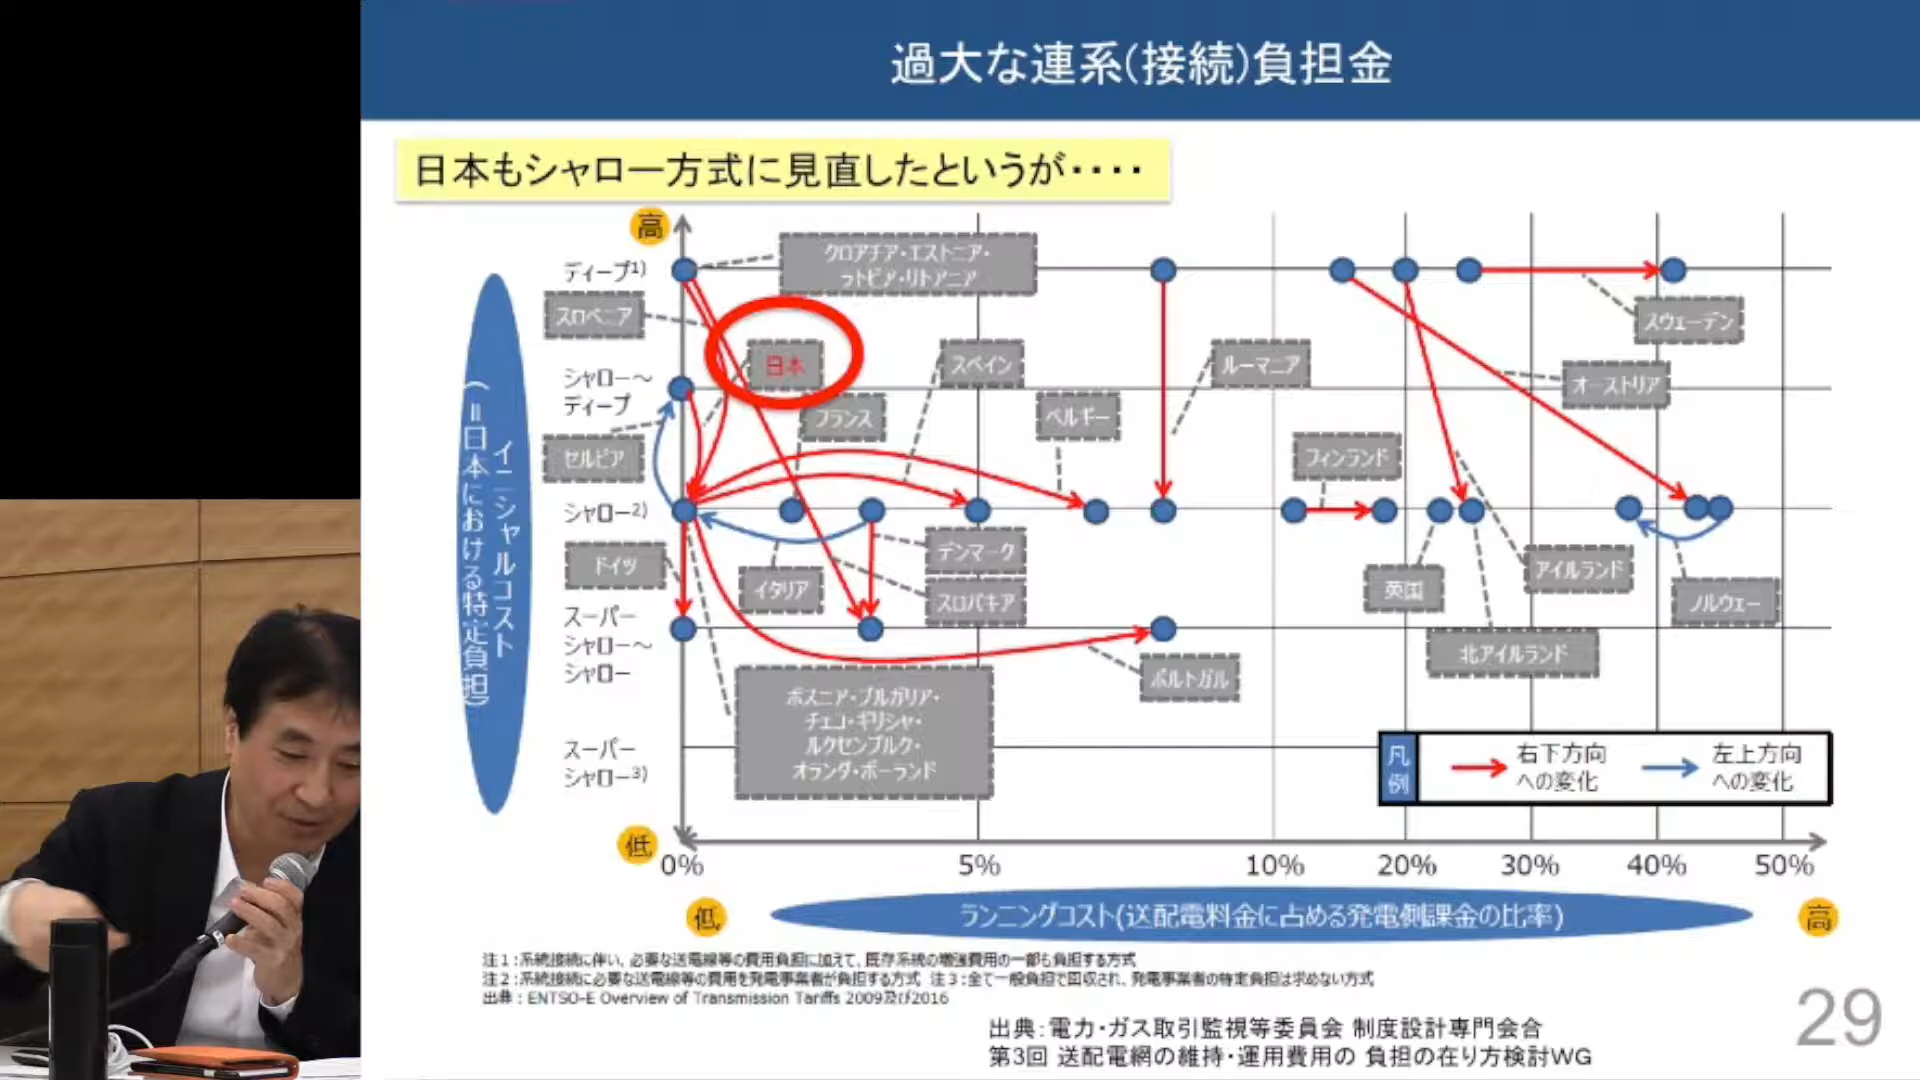 過大な連系(接続)負担金
日本もシャロー方式に見直したというが‥‥
高
ディープ1)
クロアチア・エストニア・
ラトビア・リトアニア
スロベニア
スウェーデン
日本
スペイン
ルーマニア
オーストリア
シャロー～
ディープ
フランス
ベルギー
セルビア
フィンランド
シャロー2)
イニシャルコスト
(=日本における特定負担)
ドイツ
デンマーク
イタリア
スロバキア
英国
アイルランド
ノルウェー
北アイルランド
スーパー
シャロー～
シャロー
ポルトガル
ボスニア・ブルガリア・
チェコ・ギリシャ・
ルクセンブルク・
オランダ・ポーランド
スーパー
シャロー3)
凡例
右下方向
への変化
左上方向
への変化
低
0%
5%
10%
20%
30%
40%
50%
低
ランニングコスト(送配電料金に占める発電側課金の比率)
高
注1:系統接続に伴い、必要な送電線等の費用負担に加えて、既存系統の増強費用の一部も負担する方式
注2:系統接続に必要な送電線等の費用を発電事業者が負担する方式 注3:全て一般負担で回収され、発電事業者の特定負担は求めない方式
出典:ENTSO-E Overview of Transmission Tariffs 2009及び2016
出典:電力・ガス取引監視等委員会 制度設計専門会合
第3回 送配電網の維持・運用費用の 負担の在り方検討WG
29